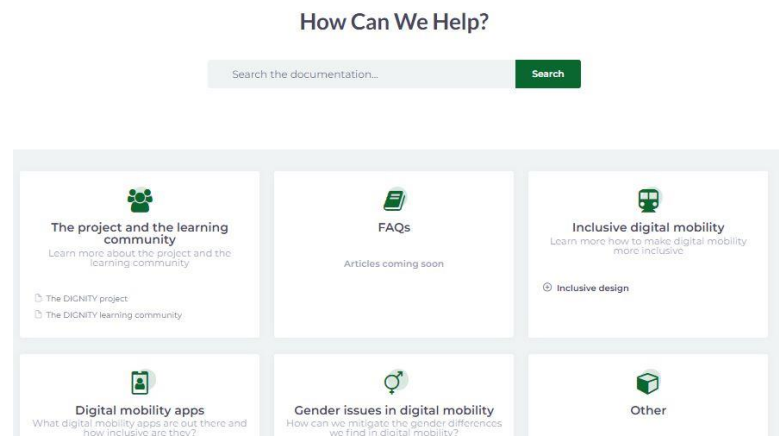 How Can We Help?
Search the documentation...
Search
The project and the learning
community
Learn more about the project and the
learning community
The DIGNITY project
The DIGNITY learning community
FAQs
Articles coming soon
Inclusive digital mobility
Learn more how to make digital mobility
more inclusive
Inclusive design
Digital mobility apps
What digital mobility apps are out there and
how inclusive are they?
Gender issues in digital mobility
How can we mitigate the gender differences
we find in digital mobility?
Other